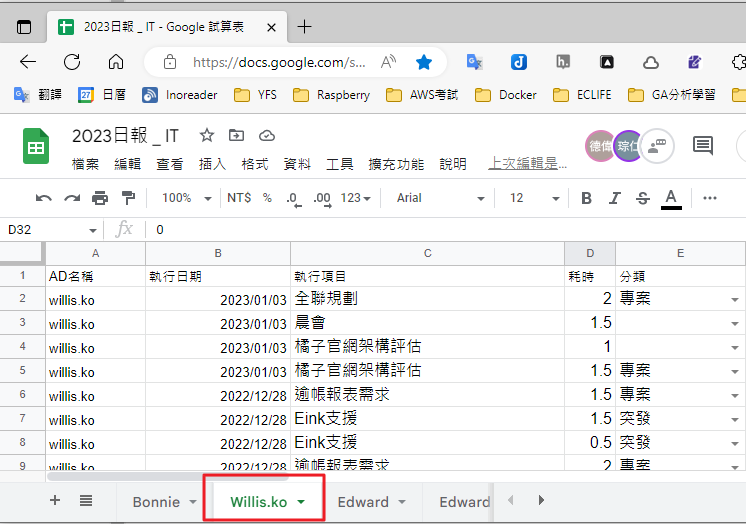 2023日報 _ IT - Google 試算表
https://docs.google.com/s...
翻譯 日曆 Inoreader YFS Raspberry AWS考試 Docker ECLIFE GA分析學習
2023日報 _ IT
檔案 編輯 查看 插入 格式 資料 工具 擴充功能 說明 上次編輯是...
德偉 琮仁
100% NT$ % .0 .00 123 Arial 12 B I S A
D32 fx 0
A B C D E
1 AD名稱 執行日期 執行項目 耗時 分類
2 willis.ko 2023/01/03 全聯規劃 2 專案
3 willis.ko 2023/01/03 晨會 1.5
4 willis.ko 2023/01/03 橘子官網架構評估 1
5 willis.ko 2023/01/03 橘子官網架構評估 1.5 專案
6 willis.ko 2022/12/28 逾帳報表需求 1.5 專案
7 willis.ko 2022/12/28 Eink支援 1.5 突發
8 willis.ko 2022/12/28 Eink支援 0.5 突發
9 willis.ko 2022/12/28 逾帳報表需求 2 專案
Bonnie Willis.ko Edward Edward